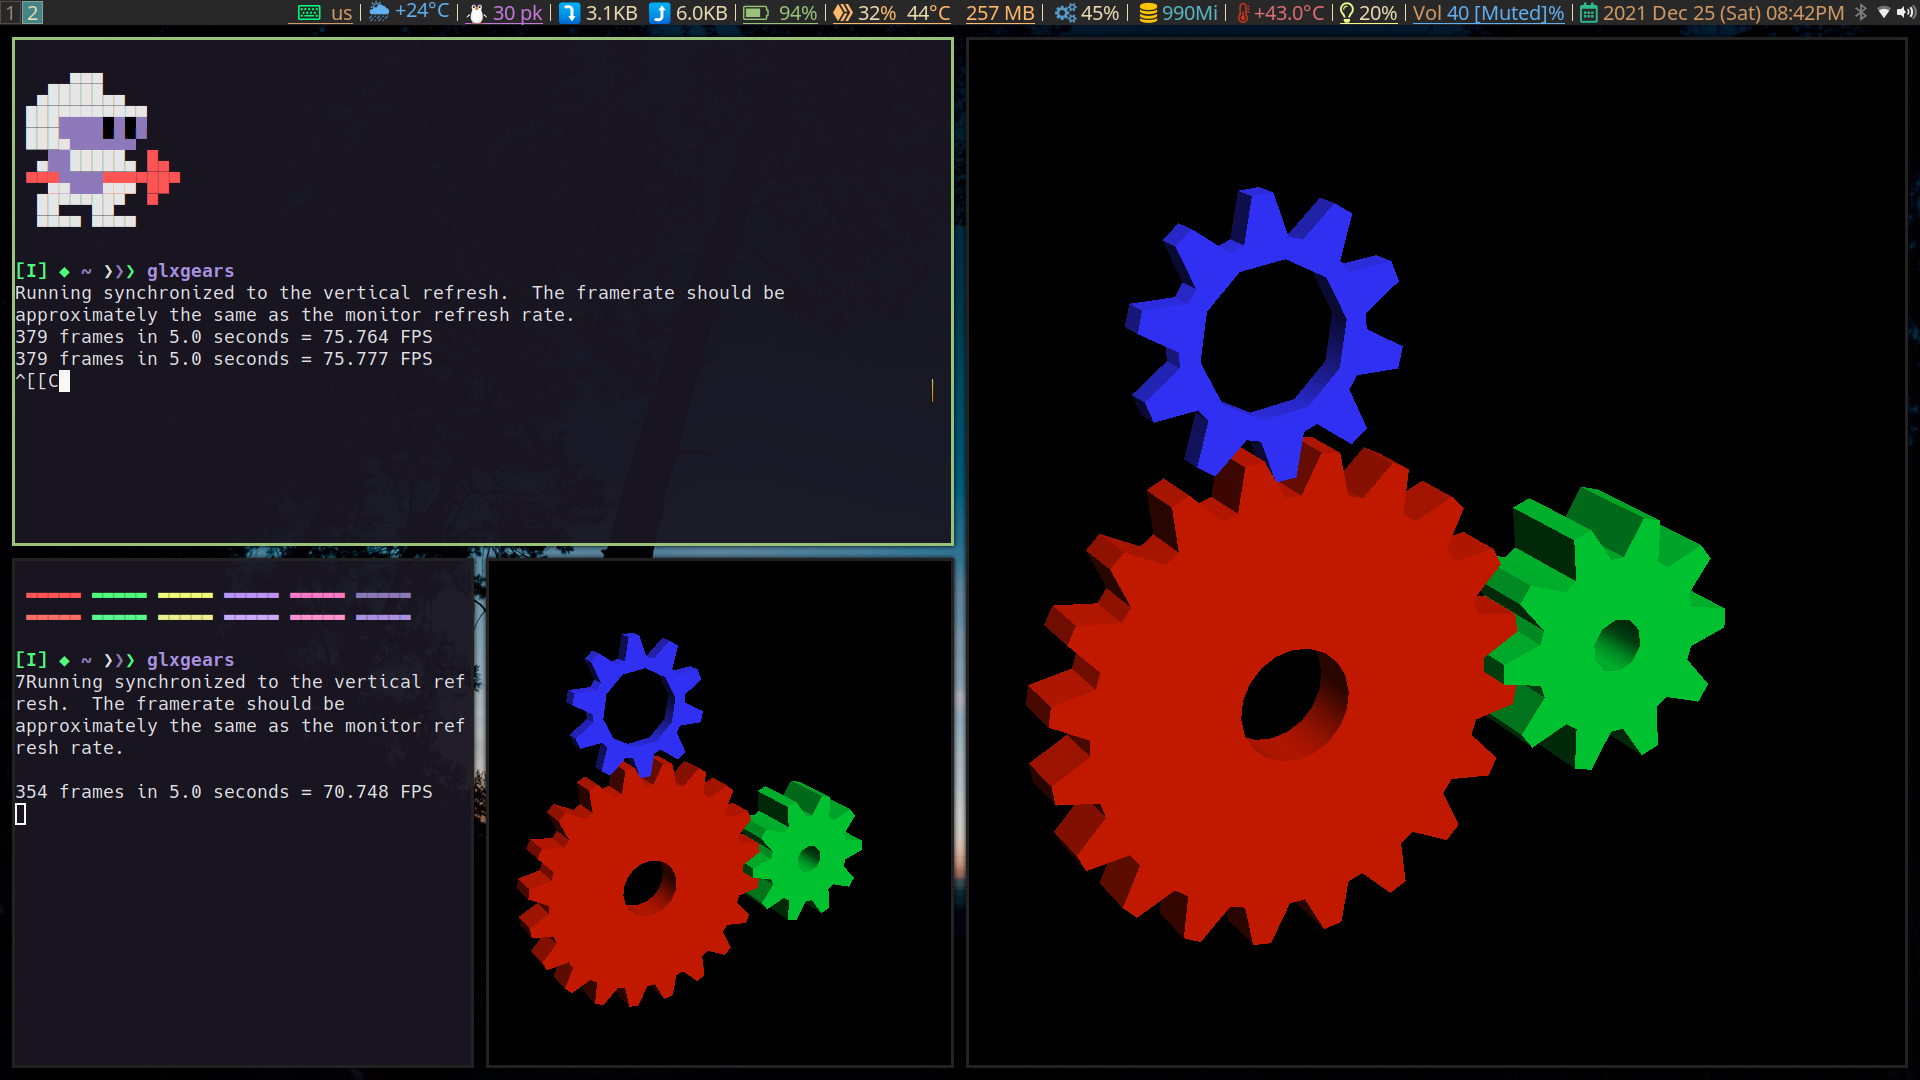 1 2 us +24°C 30 pk 3.1KB 6.0KB 94% 32% 44°C 257 MB 45% 990Mi +43.0°C 20% Vol 40 [Muted]% 2021 Dec 25 (Sat) 08:42PM
[I] ◆ ~ ❯❯❯ glxgears
Running synchronized to the vertical refresh.  The framerate should be
approximately the same as the monitor refresh rate.
379 frames in 5.0 seconds = 75.764 FPS
379 frames in 5.0 seconds = 75.777 FPS
^[[C
[I] ◆ ~ ❯❯❯ glxgears
7Running synchronized to the vertical ref
resh.  The framerate should be
approximately the same as the monitor ref
resh rate.
354 frames in 5.0 seconds = 70.748 FPS